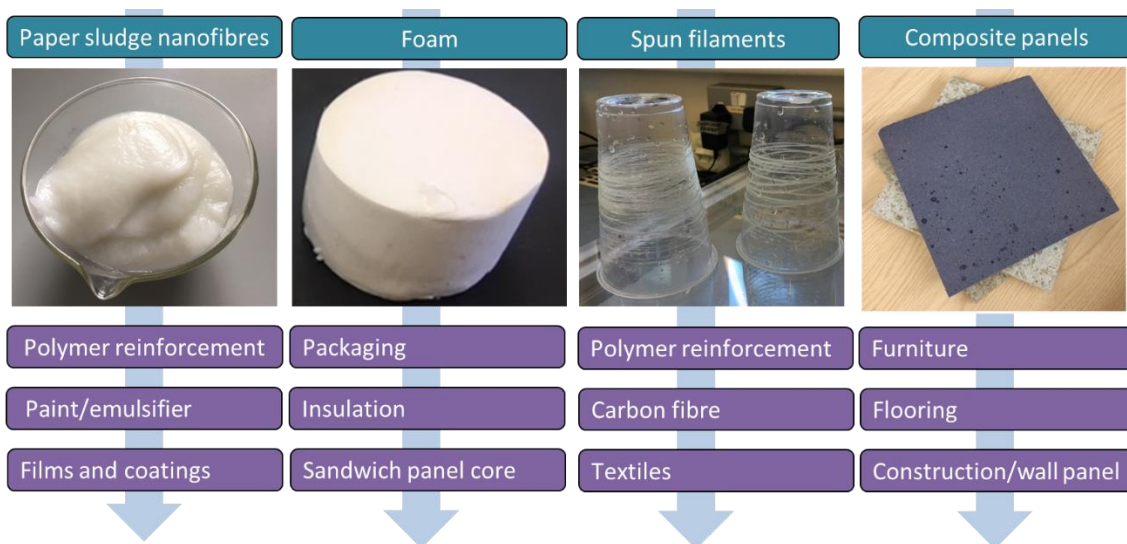 Paper sludge nanofibres
Foam
Spun filaments
Composite panels
Polymer reinforcement
Packaging
Polymer reinforcement
Furniture
Paint/emulsifier
Insulation
Carbon fibre
Flooring
Films and coatings
Sandwich panel core
Textiles
Construction/wall panel